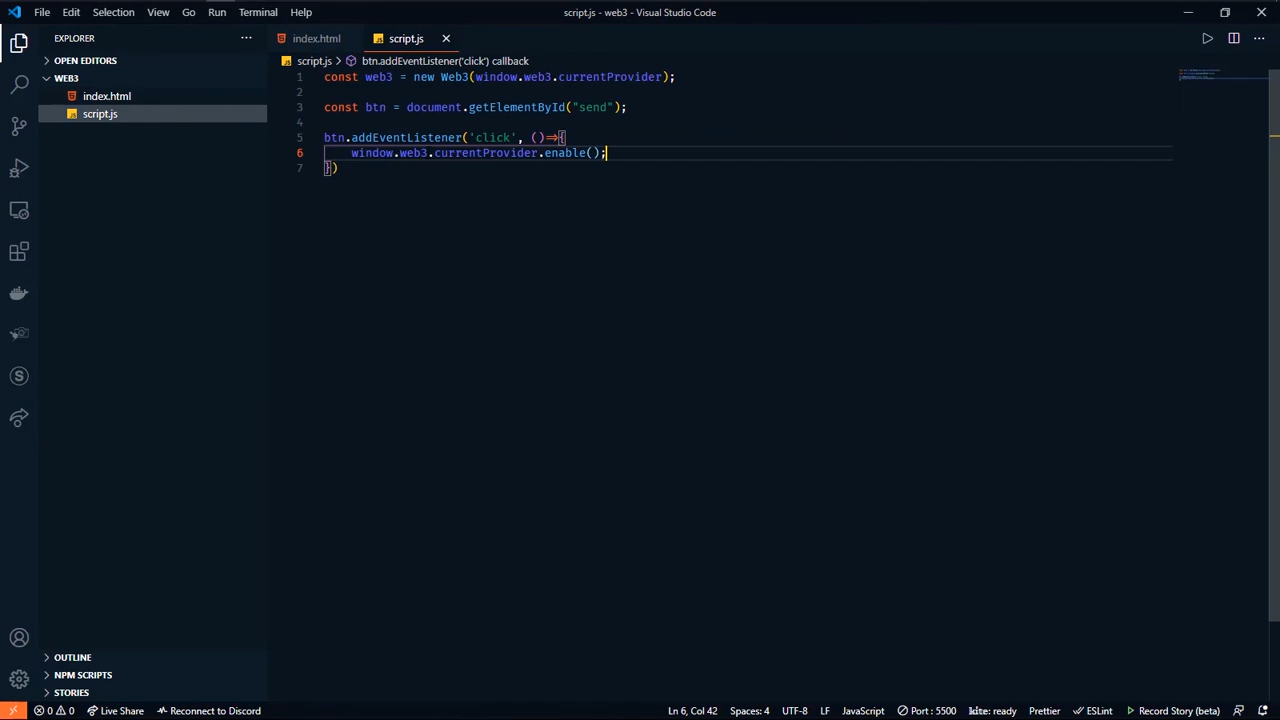 File Edit Selection View Go Run Terminal Help
script.js - web3 - Visual Studio Code
EXPLORER
index.html
script.js
OPEN EDITORS
script.js btn.addEventListener('click') callback
WEB3
index.html
script.js
1 const web3 = new Web3(window.web3.currentProvider);
2
3 const btn = document.getElementById("send");
4
5 btn.addEventListener('click', ()=>{
6 window.web3.currentProvider.enable();
7 })
OUTLINE
NPM SCRIPTS
STORIES
0 0 Live Share Reconnect to Discord Ln 6, Col 42 Spaces: 4 UTF-8 LF JavaScript Port : 5500 kite: ready Prettier ESLint Record Story (beta)